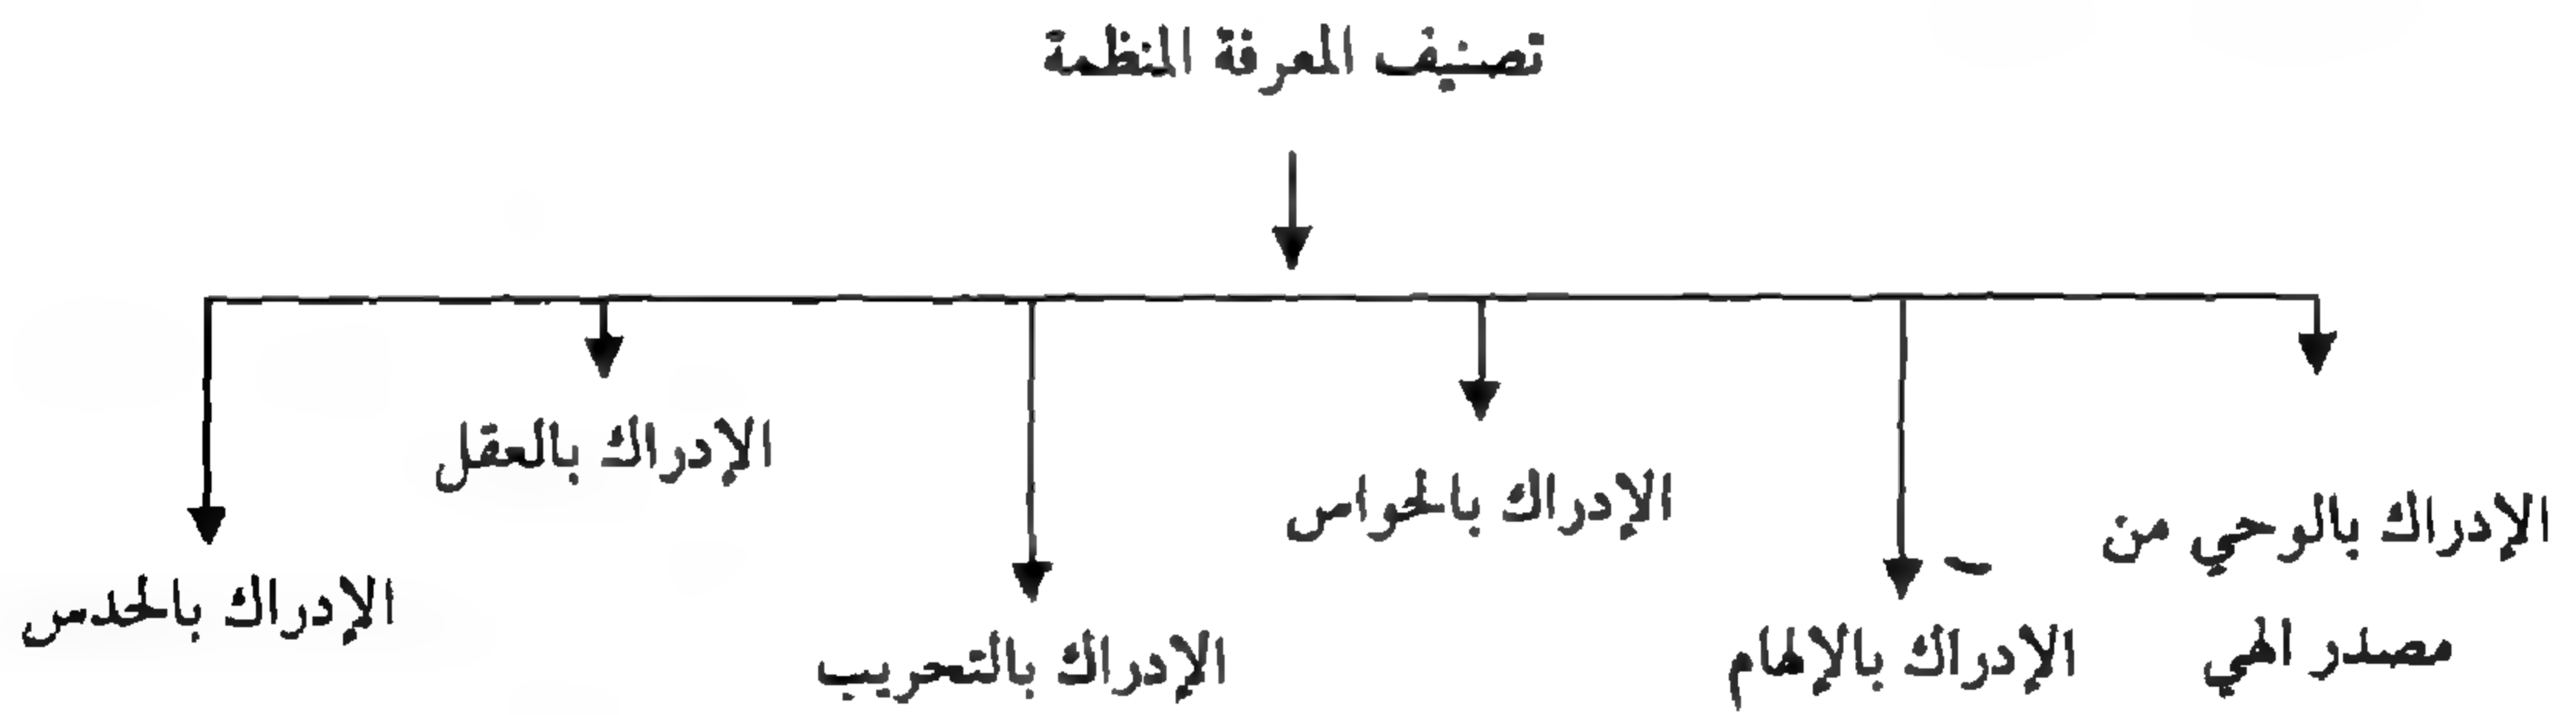 تصنيف المعرفة المنظمة
الإدراك بالوحي من
مصدر الهي
الإدراك بالإلهام
الإدراك بالحواس
الإدراك بالتجريب
الإدراك بالعقل
الإدراك بالحدس